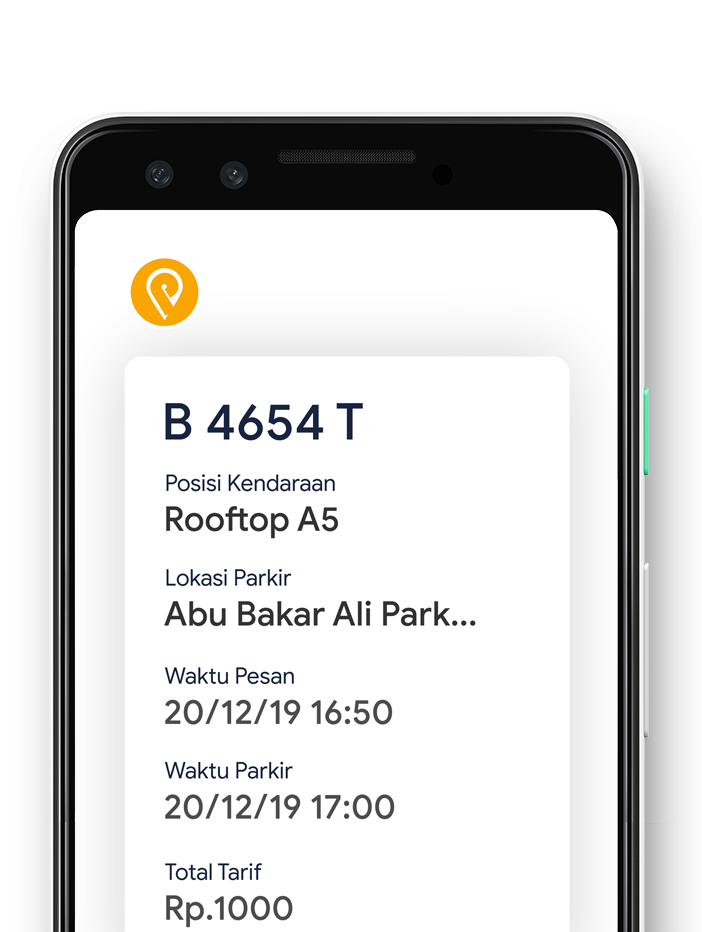 B 4654 T
Posisi Kendaraan
Rooftop A5
Lokasi Parkir
Abu Bakar Ali Park...
Waktu Pesan
20/12/19 16:50
Waktu Parkir
20/12/19 17:00
Total Tarif
Rp.1000